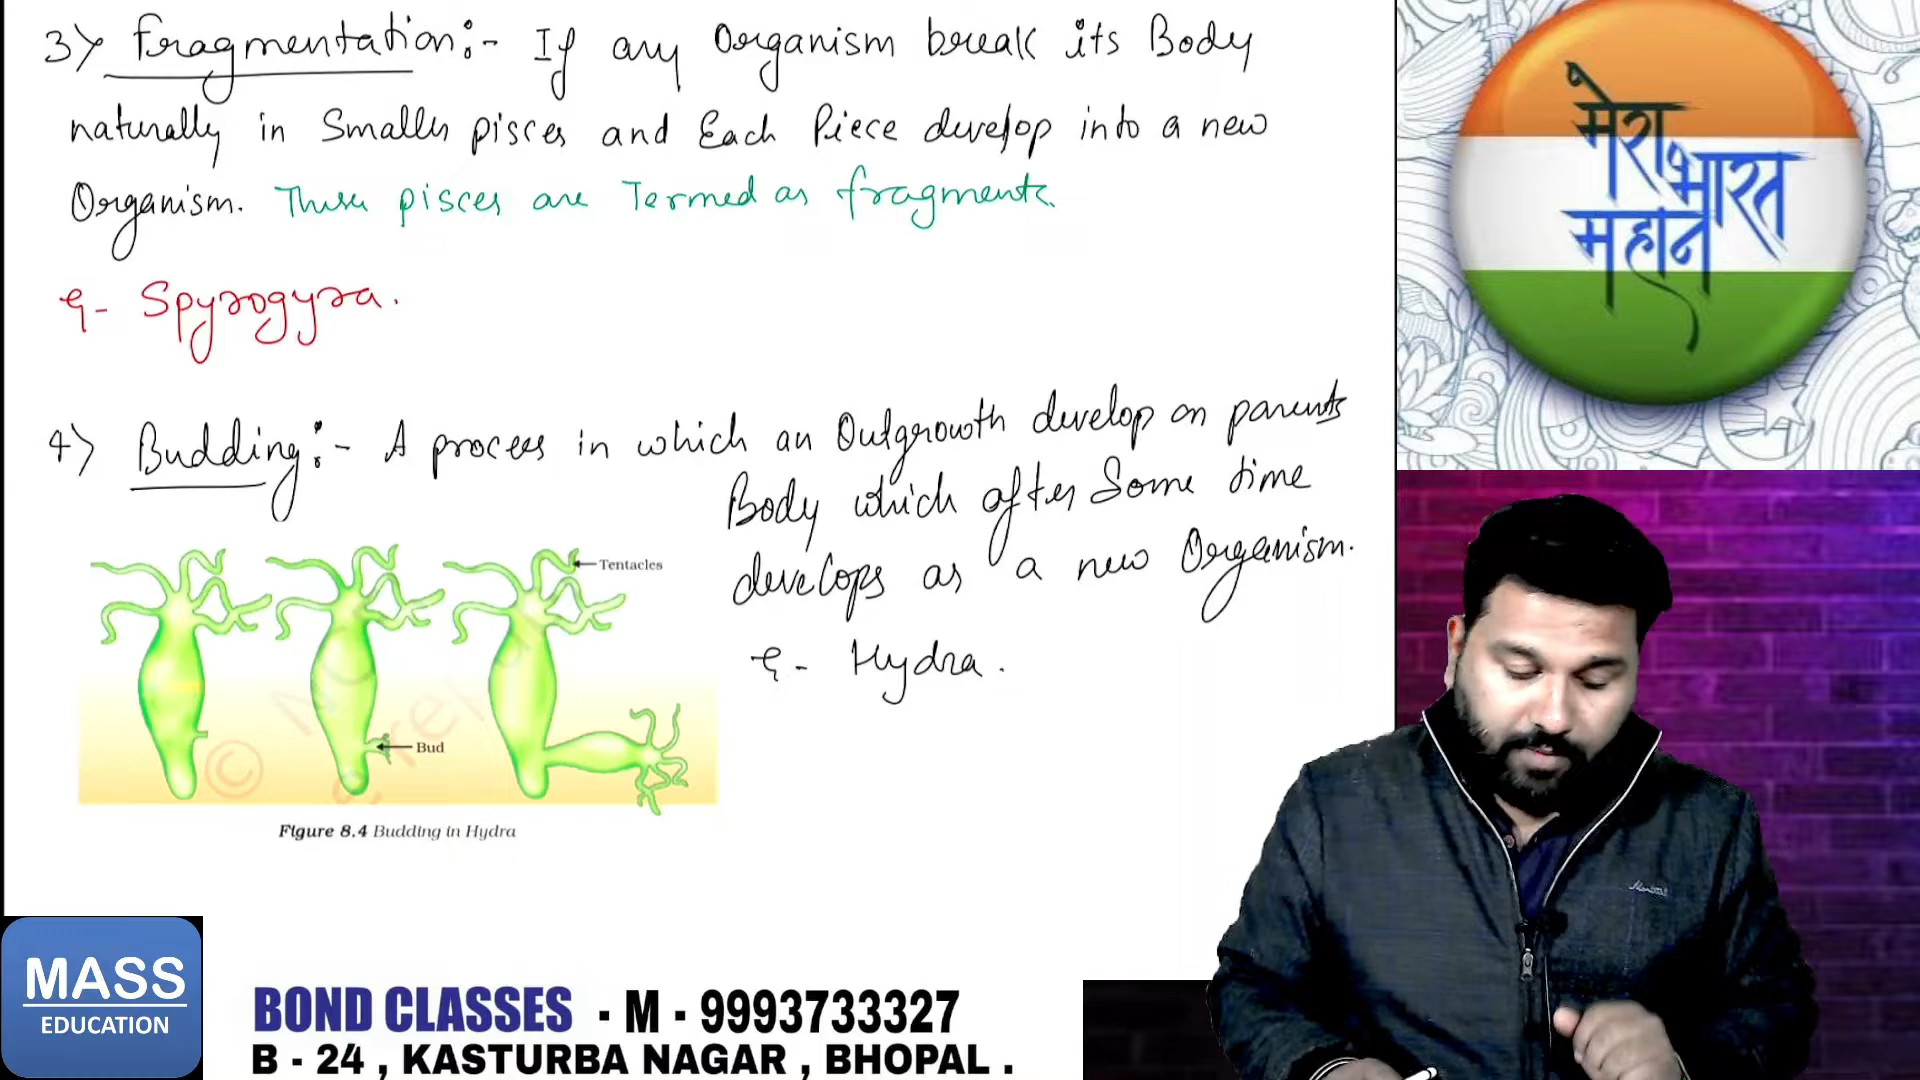 3) Fragmentation:- If any Organism break its Body
naturally in Smaller pisces and Each Piece develop into a new
Organism. These pisces are Termed as fragments.
eg- Spyrogyra.
4) Budding:- A process in which an Outgrowth develop on parents
Body which after Some time
develops as a new Organism.
eg- Hydra.
Tentacles
Bud
Figure 8.4 Budding in Hydra
मेरा
भारत
महान
MASS
EDUCATION
BOND CLASSES - M - 9993733327
B - 24 , KASTURBA NAGAR , BHOPAL .